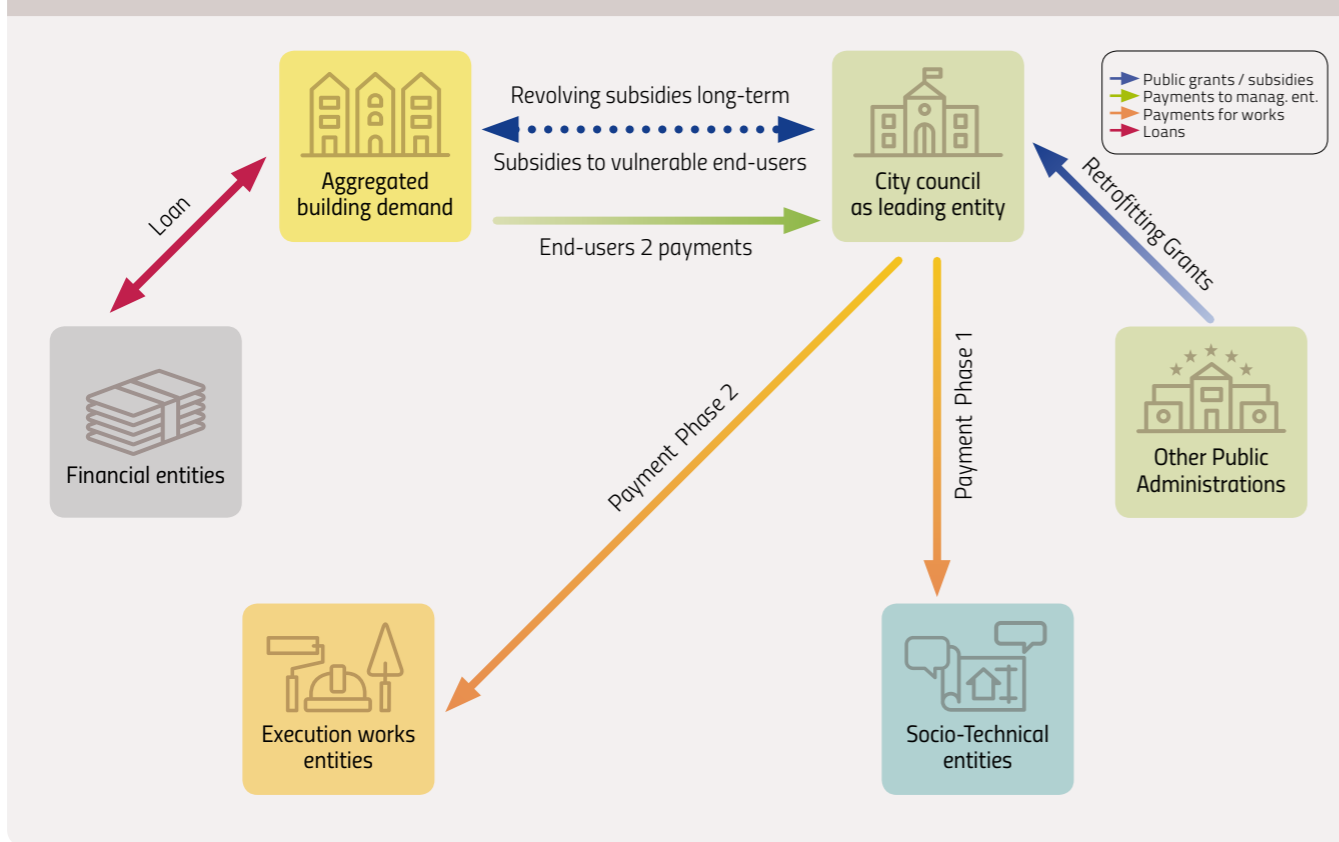 Revolving subsidies long-term
Subsidies to vulnerable end-users
Aggregated
building demand
City council
as leading entity
Public grants / subsidies
Payments to manag. ent.
Payments for works
Loans
Loan
End-users 2 payments
Retrofitting Grants
Financial entities
Payment Phase 2
Payment Phase 1
Other Public
Administrations
Execution works
entities
Socio-Technical
entities